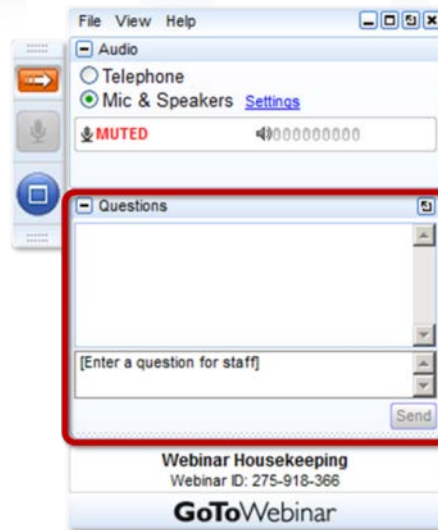 File View Help
Audio
Telephone
Mic & Speakers Settings
MUTED
Questions
[Enter a question for staff]
Send
Webinar Housekeeping
Webinar ID: 275-918-366
GoToWebinar